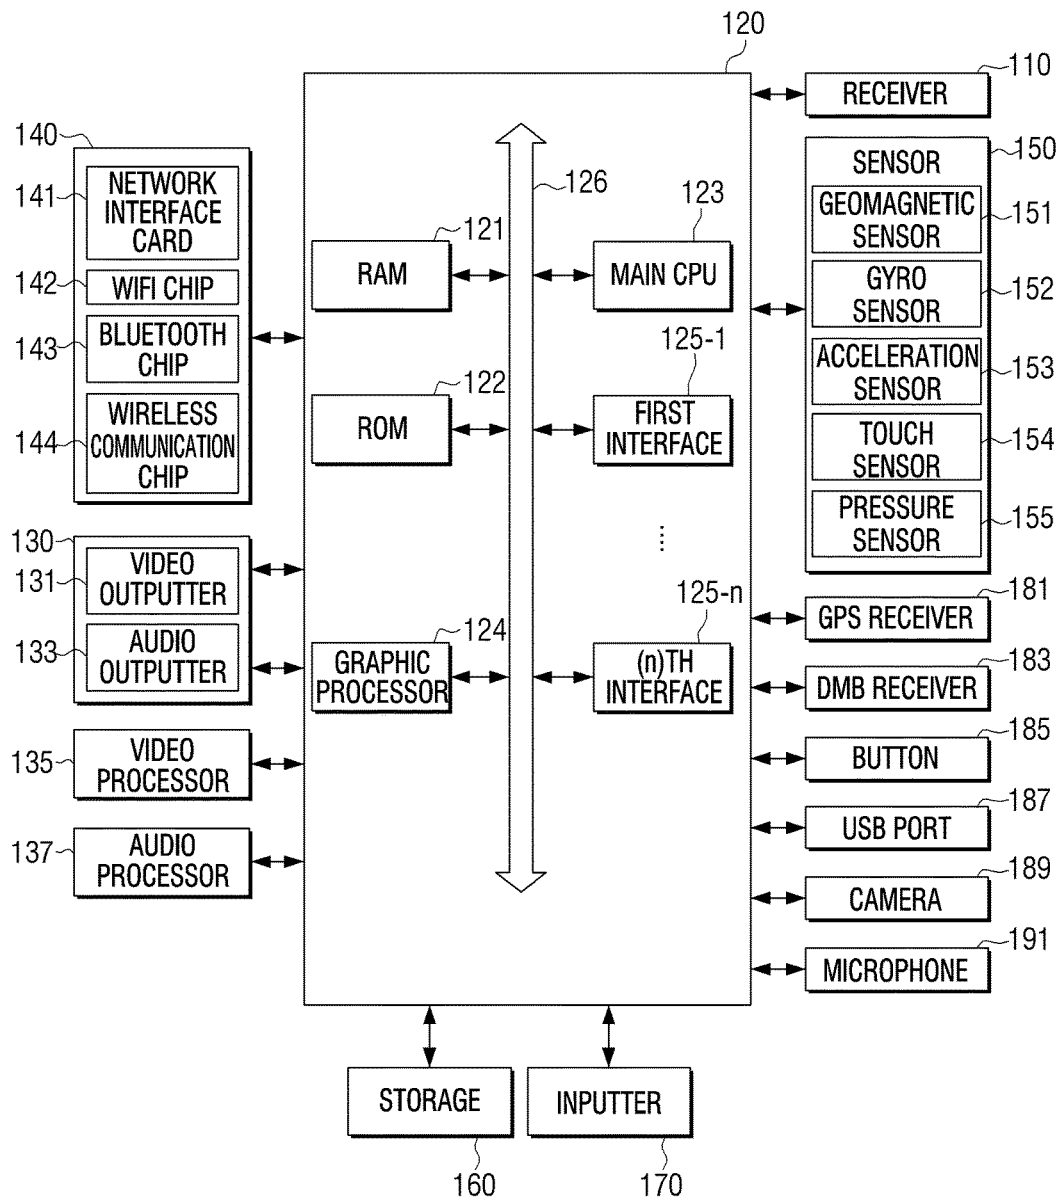 120
110
RECEIVER
140
141
NETWORK
INTERFACE
CARD
142
WIFI CHIP
143
BLUETOOTH
CHIP
144
WIRELESS
COMMUNICATION
CHIP
130
131
VIDEO
OUTPUTTER
133
AUDIO
OUTPUTTER
135
VIDEO
PROCESSOR
137
AUDIO
PROCESSOR
126
121
RAM
122
ROM
124
GRAPHIC
PROCESSOR
123
MAIN CPU
125-1
FIRST
INTERFACE
....
125-n
(n)TH
INTERFACE
150
SENSOR
151
GEOMAGNETIC
SENSOR
152
GYRO
SENSOR
153
ACCELERATION
SENSOR
154
TOUCH
SENSOR
155
PRESSURE
SENSOR
181
GPS RECEIVER
183
DMB RECEIVER
185
BUTTON
187
USB PORT
189
CAMERA
191
MICROPHONE
STORAGE
160
INPUTTER
170